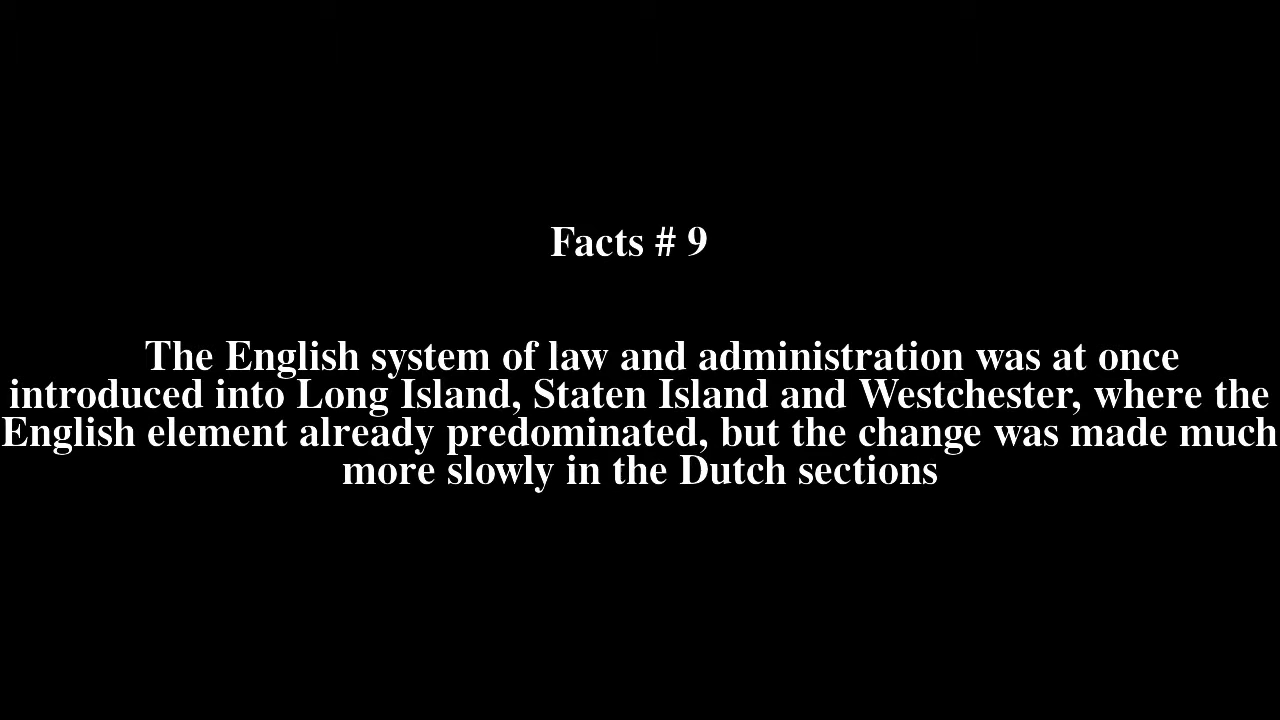 Facts # 9
The English system of law and administration was at once
introduced into Long Island, Staten Island and Westchester, where the
English element already predominated, but the change was made much
more slowly in the Dutch sections